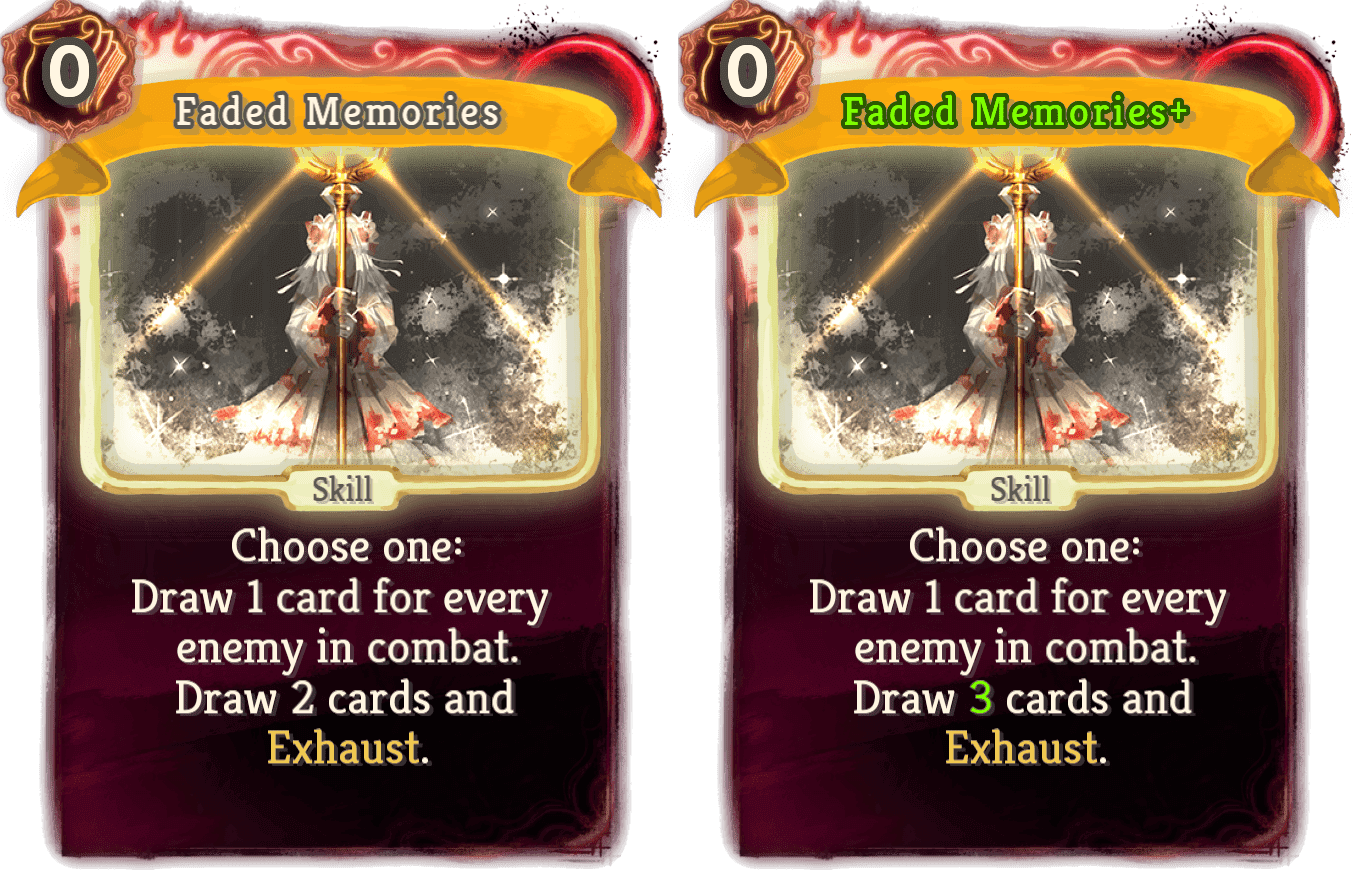 0
Faded Memories
Skill
Choose one:
Draw 1 card for every
enemy in combat.
Draw 2 cards and
Exhaust.
0
Faded Memories+
Skill
Choose one:
Draw 1 card for every
enemy in combat.
Draw 3 cards and
Exhaust.